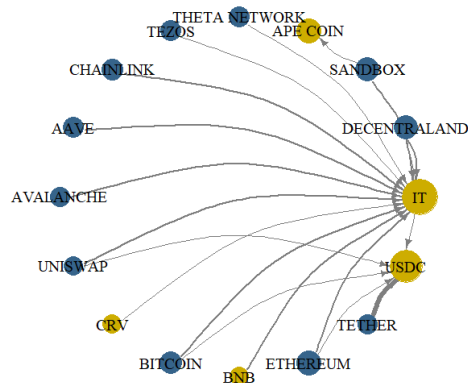 THETA NETWORK
TEZOS
APE COIN
CHAINLINK
SANDBOX
AAVE
DECENTRALAND
AVALANCHE
IT
UNISWAP
USDC
CRV
TETHER
BITCOIN
ETHEREUM
BNB